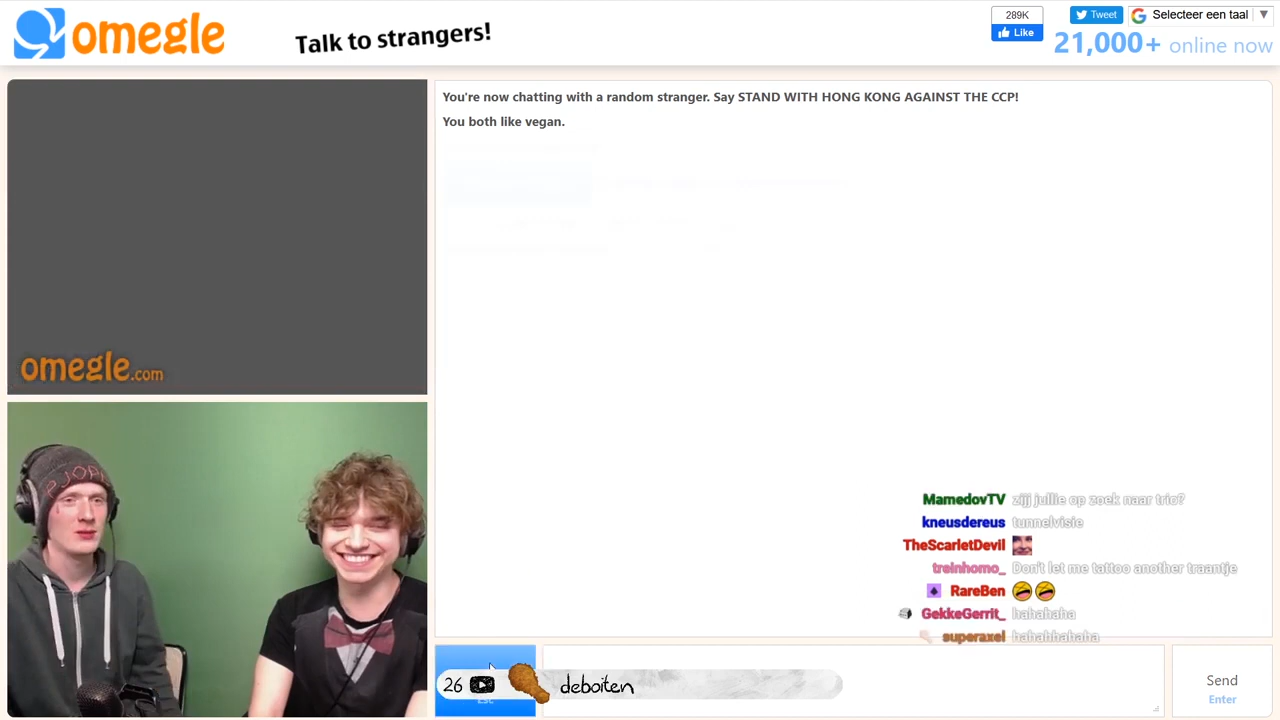 omegle
Talk to strangers!
289K
Like
Tweet
Selecteer een taal
21,000+ online now
You're now chatting with a random stranger. Say STAND WITH HONG KONG AGAINST THE CCP!
You both like vegan.
omegle.com
PJOPA
MamedovTV zijj jullie op zoek naar trio?
kneusdereus tunnelvisie
TheScarletDevil
treinhomo_ Don't let me tattoo another traantje
RareBen
GekkeGerrit_ hahahaha
superaxel hahahhahaha
26
deboiten
Esc
Send
Enter